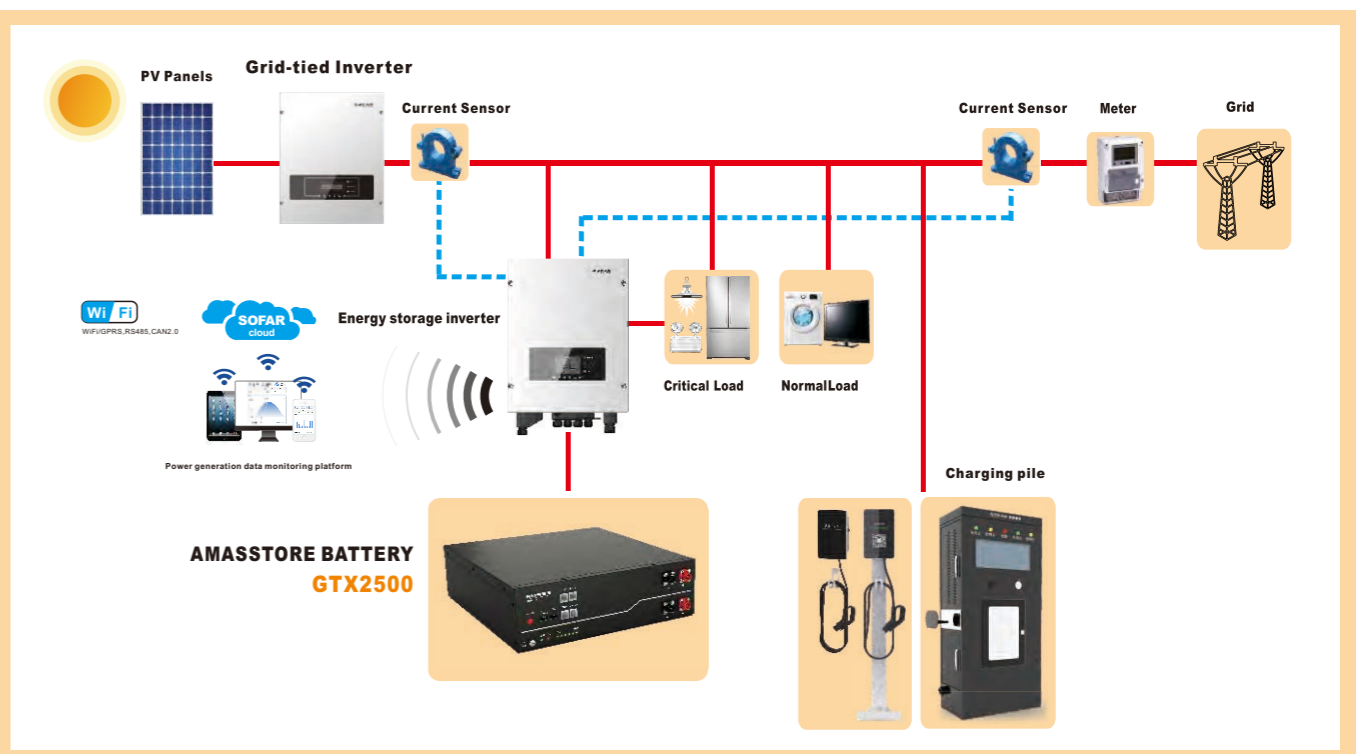 PV Panels
Grid-tied Inverter
Current Sensor
Current Sensor
Meter
Grid
Wi Fi
WiFi/GPRS,RS485,CAN2.0
SOFAR
cloud
Energy storage inverter
Critical Load
NormalLoad
Power generation data monitoring platform
Charging pile
AMASSTORE BATTERY
GTX2500